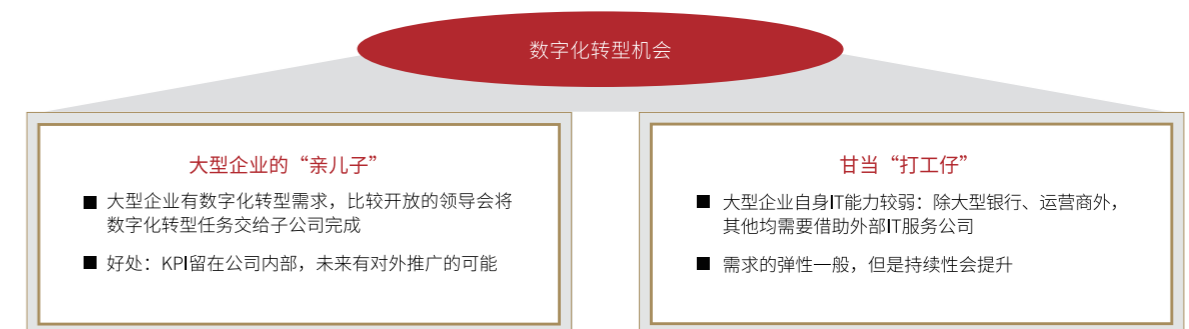 数字化转型机会
大型企业的“亲儿子”
■ 大型企业有数字化转型需求，比较开放的领导会将
数字化转型任务交给子公司完成
■ 好处：KPI留在公司内部，未来有对外推广的可能
甘当“打工仔”
■ 大型企业自身IT能力较弱：除大型银行、运营商外，
其他均需要借助外部IT服务公司
■ 需求的弹性一般，但是持续性会提升